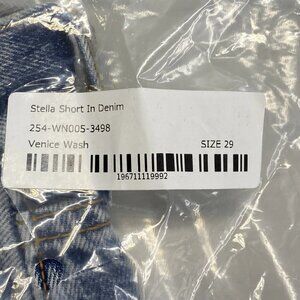 Stella Short In Denim
254-WN005-3498
Venice Wash SIZE 29
196711119992